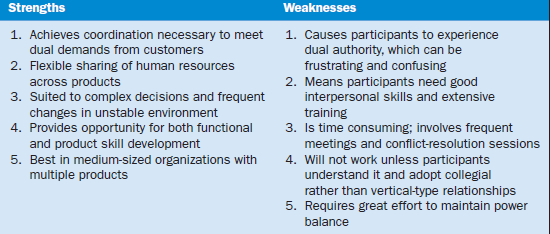 Strengths
1. Achieves coordination necessary to meet
dual demands from customers
2. Flexible sharing of human resources
across products
3. Suited to complex decisions and frequent
changes in unstable environment
4. Provides opportunity for both functional
and product skill development
5. Best in medium-sized organizations with
multiple products
Weaknesses
1. Causes participants to experience
dual authority, which can be
frustrating and confusing
2. Means participants need good
interpersonal skills and extensive
training
3. Is time consuming; involves frequent
meetings and conflict-resolution sessions
4. Will not work unless participants
understand it and adopt collegial
rather than vertical-type relationships
5. Requires great effort to maintain power
balance